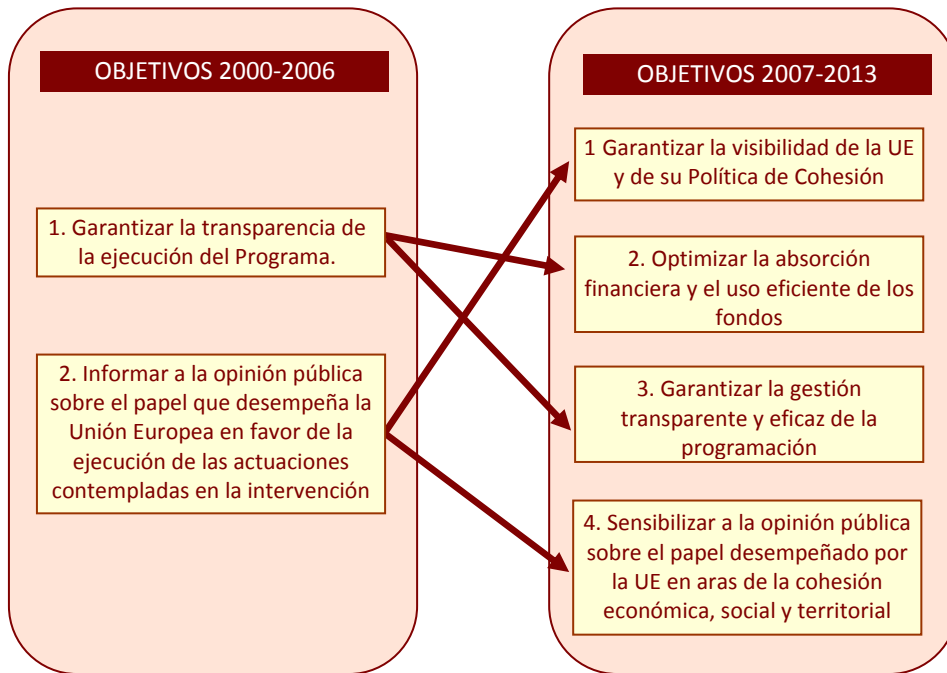 OBJETIVOS 2000-2006
1. Garantizar la transparencia de
la ejecución del Programa.
2. Informar a la opinión pública
sobre el papel que desempeña la
Unión Europea en favor de la
ejecución de las actuaciones
contempladas en la intervención
OBJETIVOS 2007-2013
1 Garantizar la visibilidad de la UE
y de su Política de Cohesión
2. Optimizar la absorción
financiera y el uso eficiente de los
fondos
3. Garantizar la gestión
transparente y eficaz de la
programación
4. Sensibilizar a la opinión pública
sobre el papel desempeñado por
la UE en aras de la cohesión
económica, social y territorial